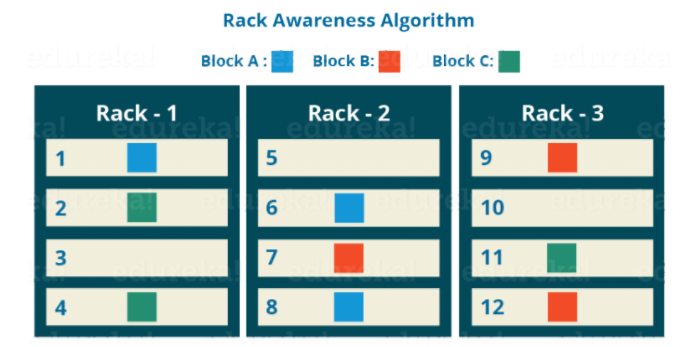 Rack Awareness Algorithm
Block A : Block B: Block C:
Rack - 1 Rack - 2 Rack - 3
1 5 9
2 6 10
3 7 11
4 8 12
edureka!